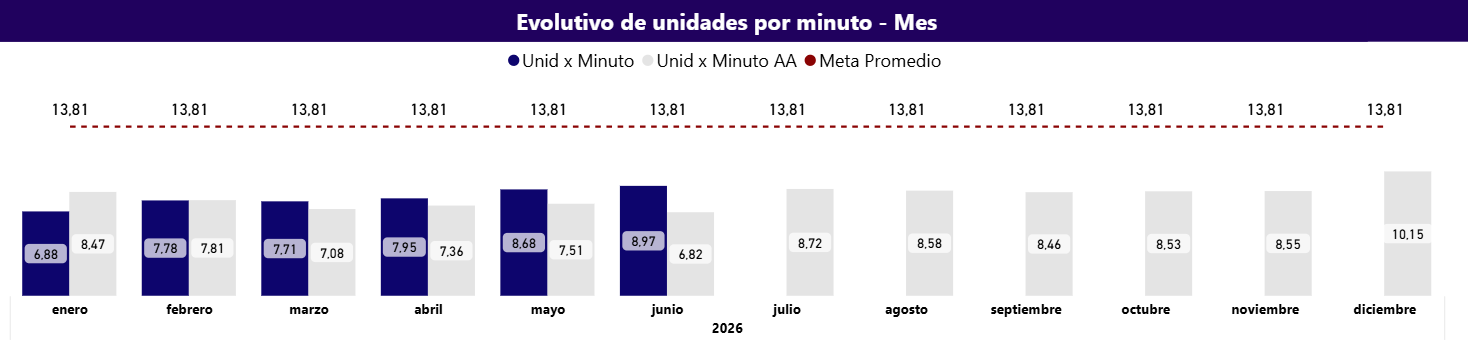 Evolutivo de unidades por minuto - Mes
Unid x Minuto Unid x Minuto AA Meta Promedio
13,81 13,81 13,81 13,81 13,81 13,81 13,81 13,81 13,81 13,81 13,81 13,81
6,88 8,47 7,78 7,81 7,71 7,08 7,95 7,36 8,68 7,51 8,97 6,82 8,72 8,58 8,46 8,53 8,55 10,15
enero febrero marzo abril mayo junio julio agosto septiembre octubre noviembre diciembre
2026